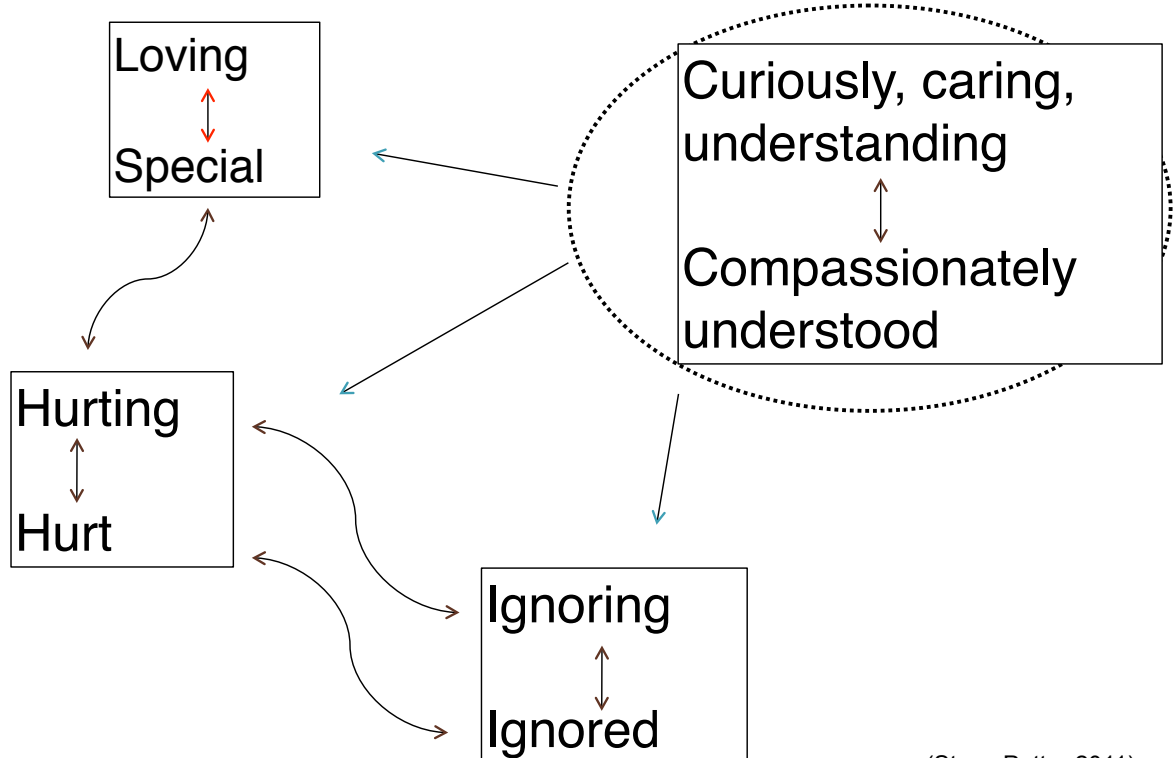 Loving
Special
Curiously, caring,
understanding
Compassionately
understood
Hurting
Hurt
Ignoring
Ignored